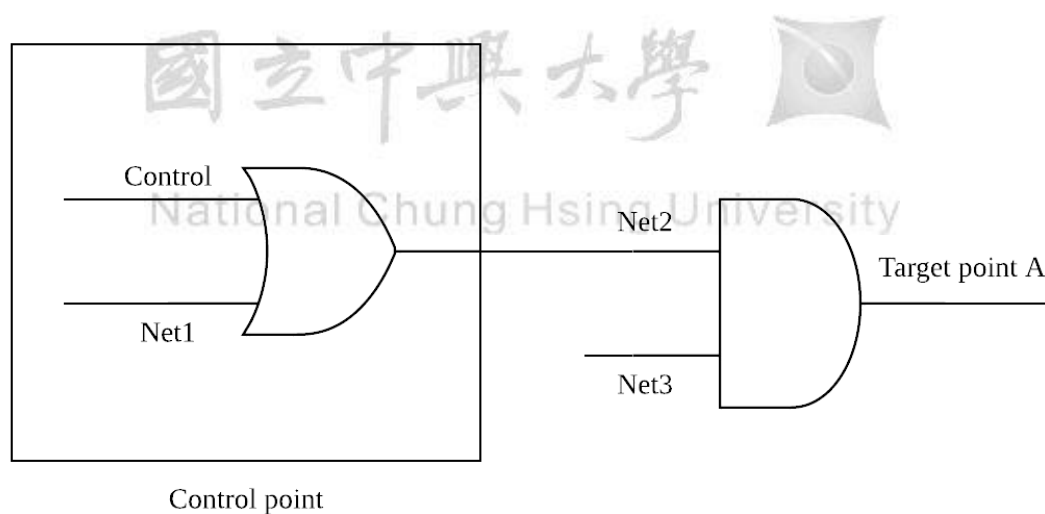 國立中興大學
Control
National Chung Hsing University
Net2
Target point A
Net1
Net3
Control point